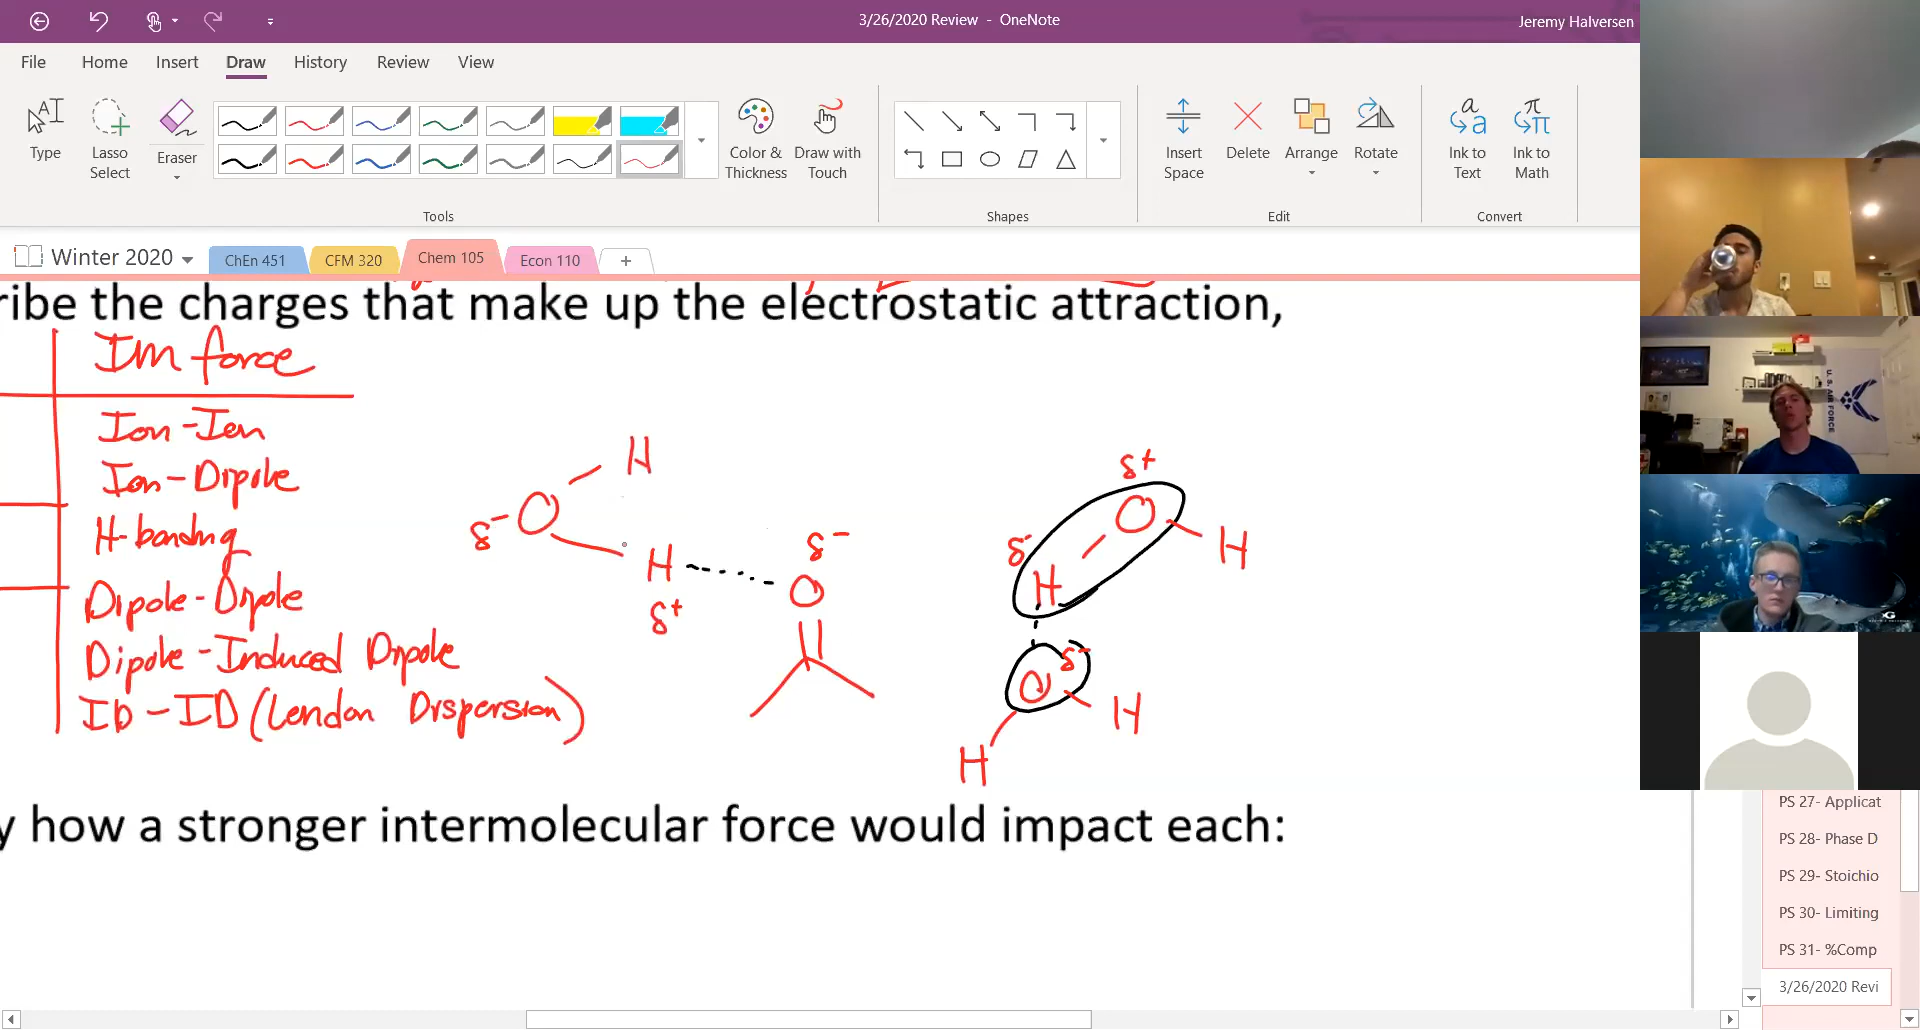 3/26/2020 Review - OneNote
Jeremy Halversen
File Home Insert Draw History Review View
Type
Lasso Select
Eraser
Color & Thickness
Draw with Touch
Insert Space
Delete
Arrange
Rotate
Ink to Text
Ink to Math
Tools Shapes Edit Convert
Winter 2020 ChEn 451 CFM 320 Chem 105 Econ 110 +
ribe the charges that make up the electrostatic attraction,
IM force
Ion-Ion
Ion-Dipole
H-bonding
Dipole-Dipole
Dipole-Induced Dipole
ID-ID (London Dispersion)
H
δ- O
H
δ+
δ-
O
δ+
O
H
δ-
H
δ-
O
H
H
y how a stronger intermolecular force would impact each:
U.S. AIR FORCE
PS 27- Applicat
PS 28- Phase D
PS 29- Stoichio
PS 30- Limiting
PS 31- %Comp
3/26/2020 Revi